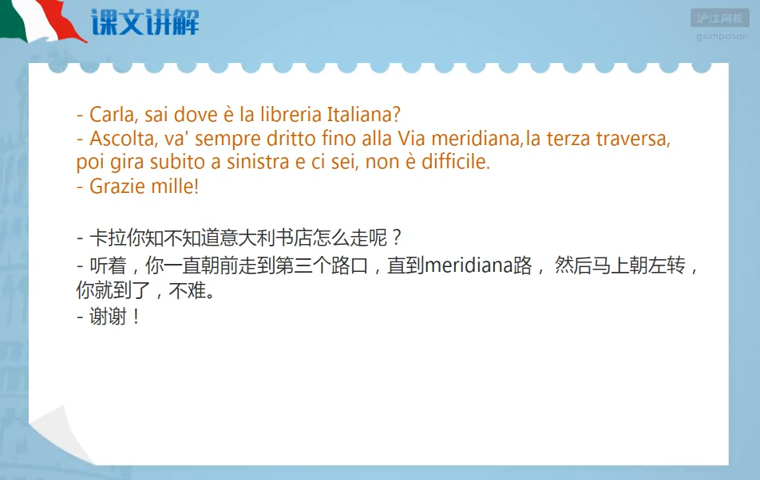 课文讲解
沪江网校
gsimposon
- Carla, sai dove è la libreria Italiana?
- Ascolta, va' sempre dritto fino alla Via meridiana,la terza traversa,
poi gira subito a sinistra e ci sei, non è difficile.
- Grazie mille!
- 卡拉你知不知道意大利书店怎么走呢？
- 听着，你一直朝前走到第三个路口，直到meridiana路， 然后马上朝左转，
你就到了，不难。
- 谢谢！